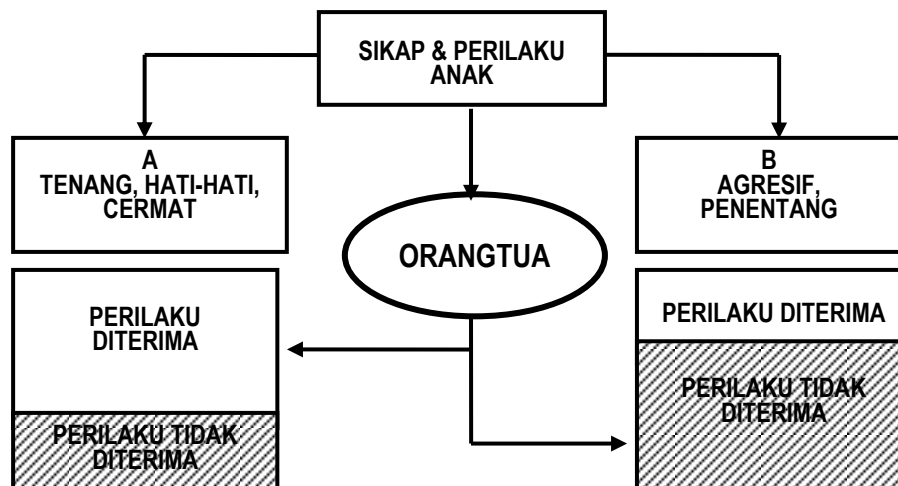 SIKAP & PERILAKU
ANAK
A
TENANG, HATI-HATI,
CERMAT
B
AGRESIF,
PENENTANG
ORANGTUA
PERILAKU
DITERIMA
PERILAKU TIDAK
DITERIMA
PERILAKU DITERIMA
PERILAKU TIDAK
DITERIMA